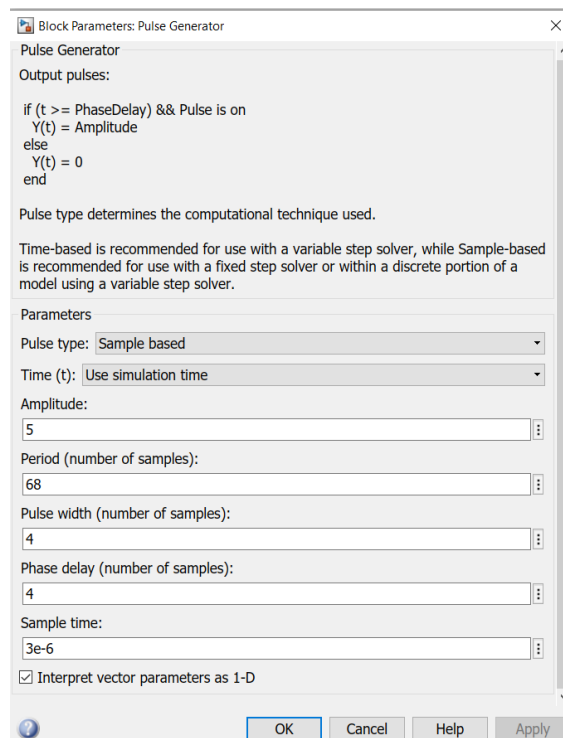 Block Parameters: Pulse Generator
Pulse Generator
Output pulses:
if (t >= PhaseDelay) && Pulse is on
Y(t) = Amplitude
else
Y(t) = 0
end
Pulse type determines the computational technique used.
Time-based is recommended for use with a variable step solver, while Sample-based
is recommended for use with a fixed step solver or within a discrete portion of a
model using a variable step solver.
Parameters
Pulse type: Sample based
Time (t): Use simulation time
Amplitude:
5
Period (number of samples):
68
Pulse width (number of samples):
4
Phase delay (number of samples):
4
Sample time:
3e-6
Interpret vector parameters as 1-D
OK Cancel Help Apply